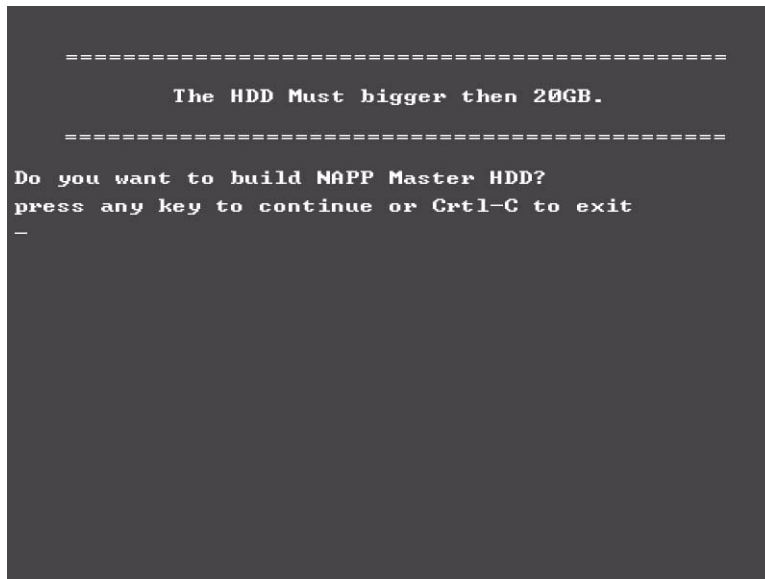 ==============================================
The HDD Must bigger then 20GB.
==============================================
Do you want to build NAPP Master HDD?
press any key to continue or Crtl-C to exit
_